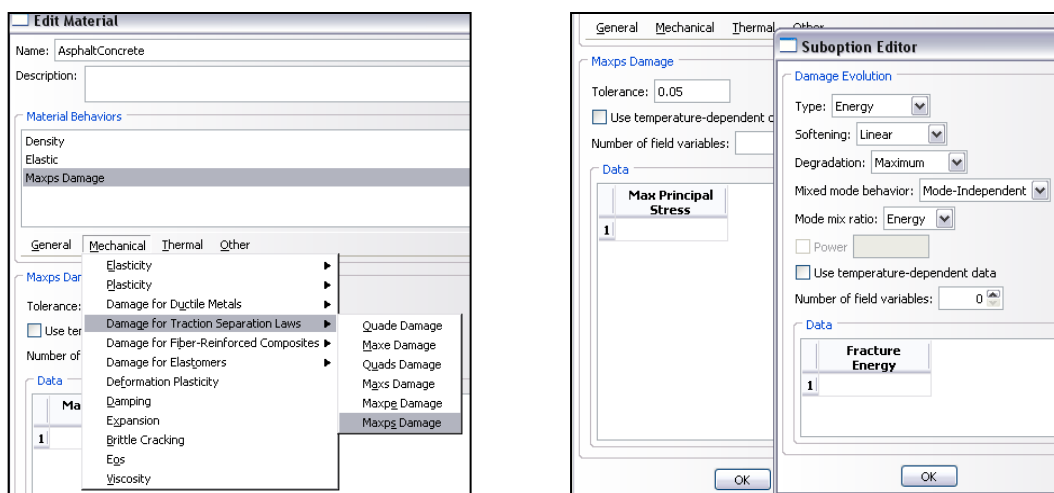 Edit Material
Name: AsphaltConcrete
Description:
Material Behaviors
Density
Elastic
Maxps Damage
General Mechanical Thermal Other
Elasticity
Plasticity
Damage for Ductile Metals
Damage for Traction Separation Laws
Damage for Fiber-Reinforced Composites
Damage for Elastomers
Deformation Plasticity
Damping
Expansion
Brittle Cracking
Eos
Viscosity
Quade Damage
Maxe Damage
Quads Damage
Maxs Damage
Maxpe Damage
Maxps Damage
Maxps Dar
Tolerance:
Use ter
Number of
Data
Ma
1
General Mechanical Thermal Other
Maxps Damage
Tolerance: 0.05
Use temperature-dependent d
Number of field variables:
Data
Max Principal
Stress
1
OK
Suboption Editor
Damage Evolution
Type: Energy
Softening: Linear
Degradation: Maximum
Mixed mode behavior: Mode-Independent
Mode mix ratio: Energy
Power
Use temperature-dependent data
Number of field variables: 0
Data
Fracture
Energy
1
OK